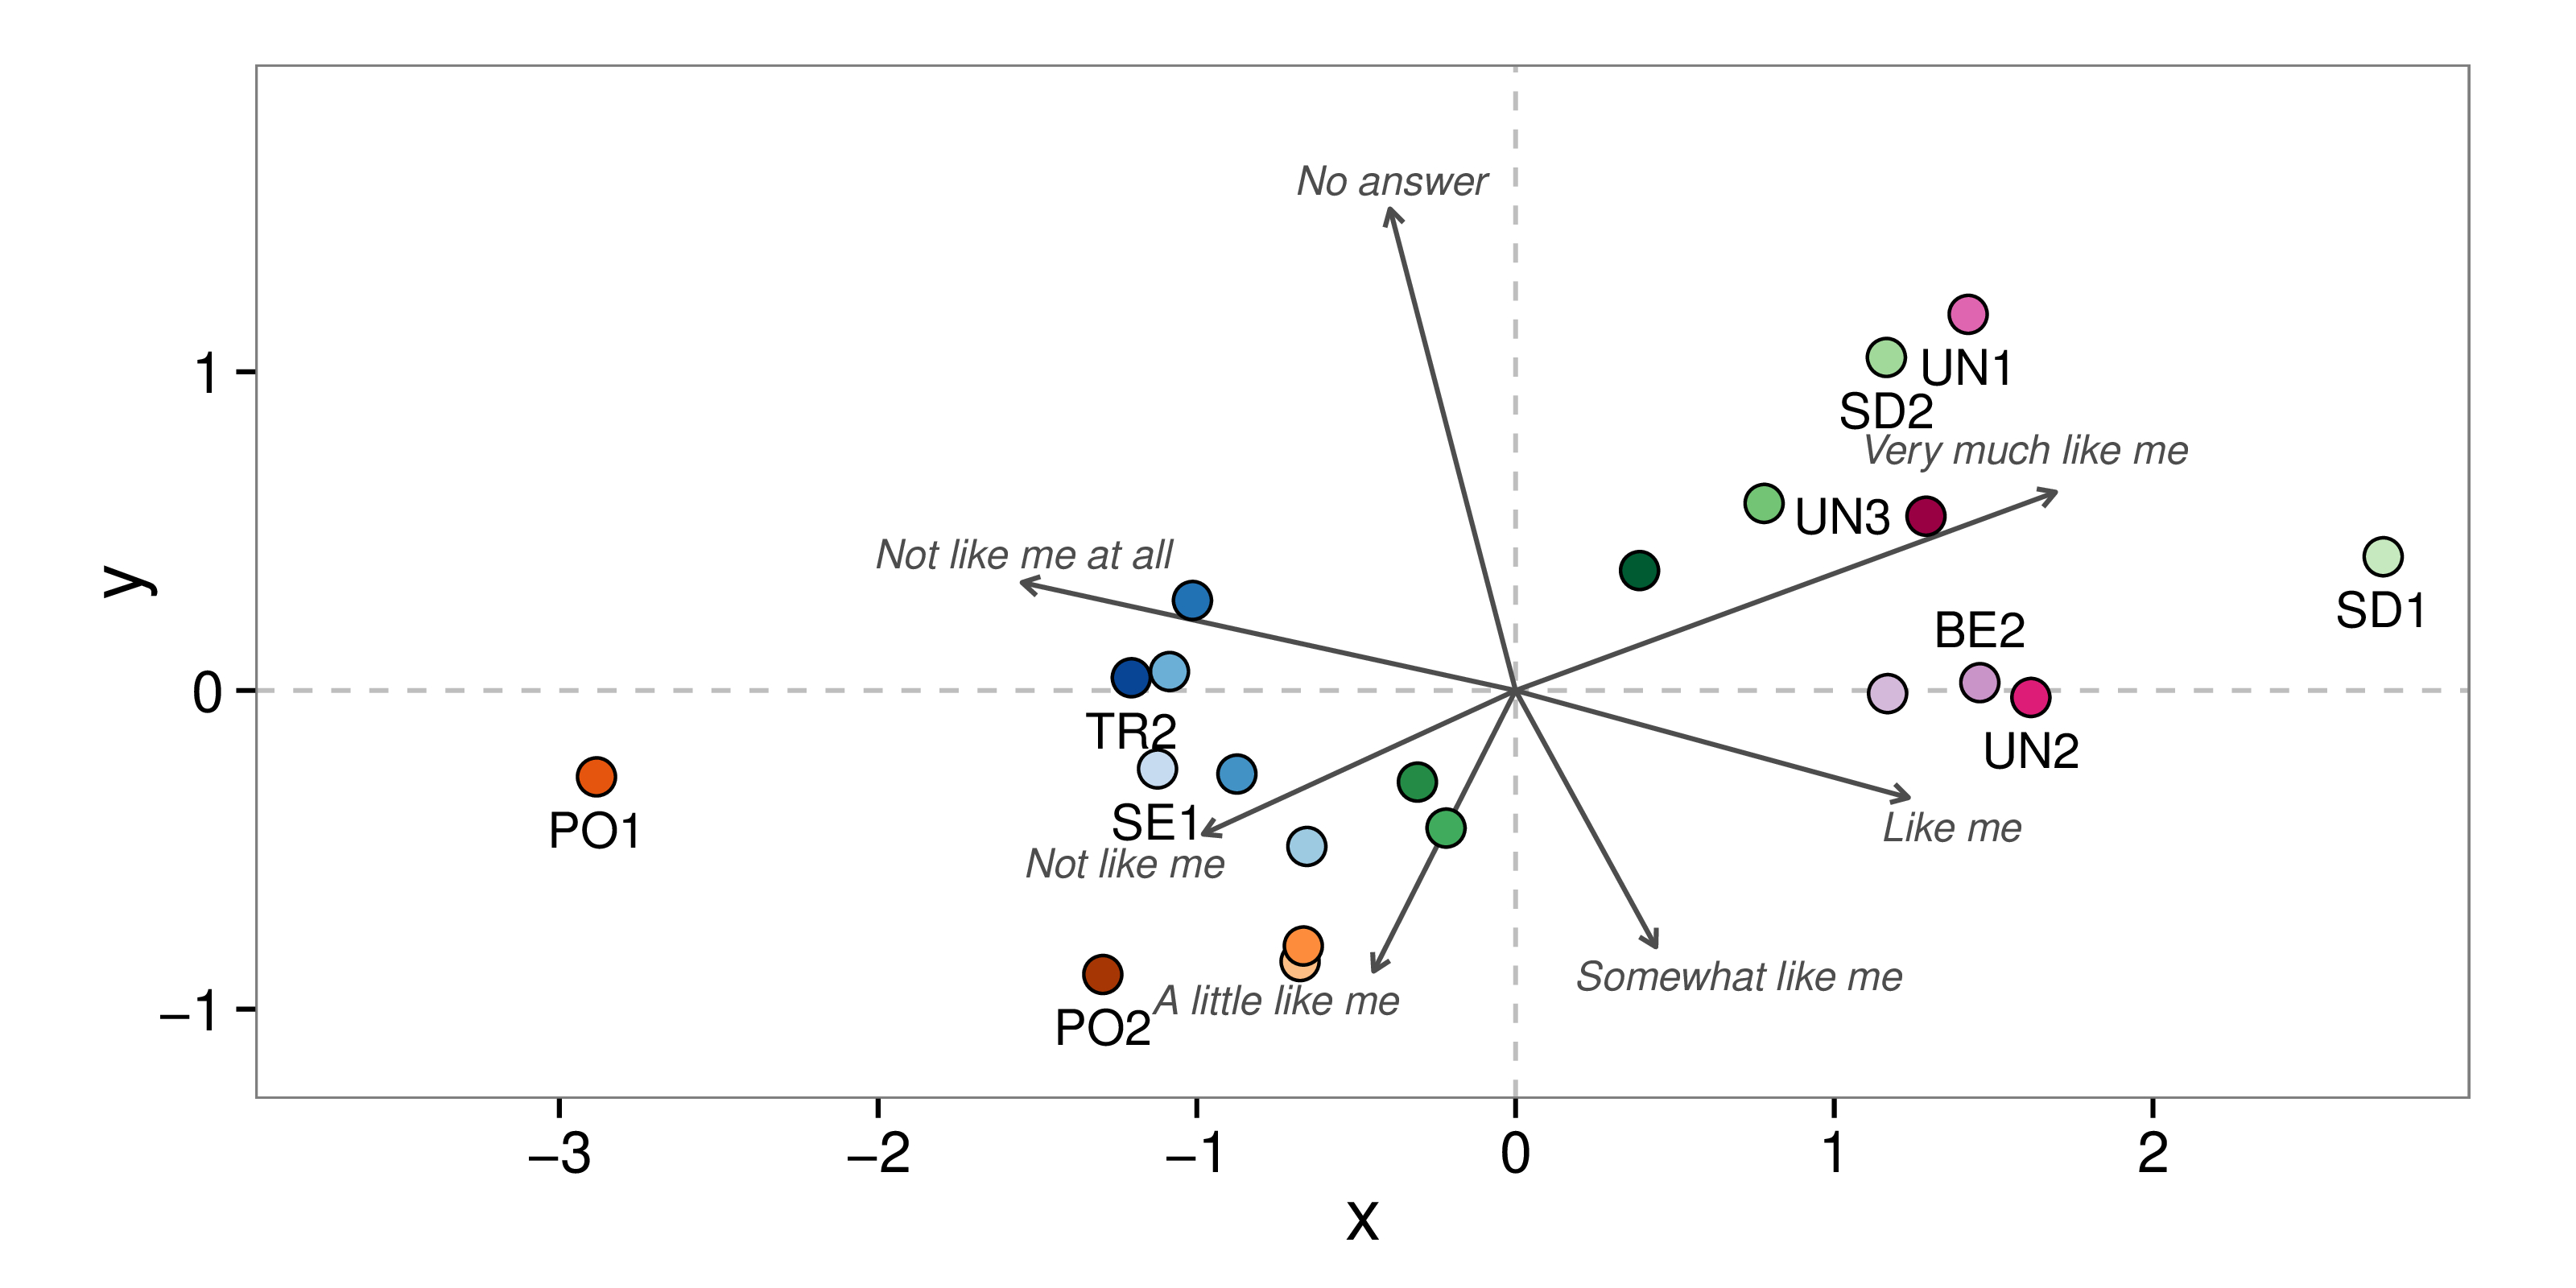 No answer
UN1
1
SD2
Very much like me
UN3
Not like me at all
SD1
BE2
y
0
TR2
UN2
PO1
SE1
Like me
Not like me
Somewhat like me
A little like me
−1
PO2
−3 −2 −1 0 1 2
x